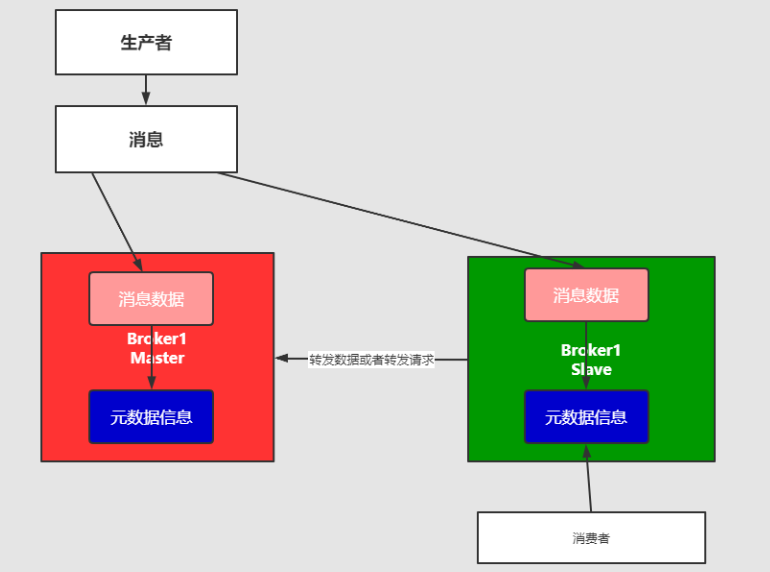 生产者
消息
消息数据
Broker1
Master
元数据信息
转发数据或者转发请求
消息数据
Broker1
Slave
元数据信息
消费者